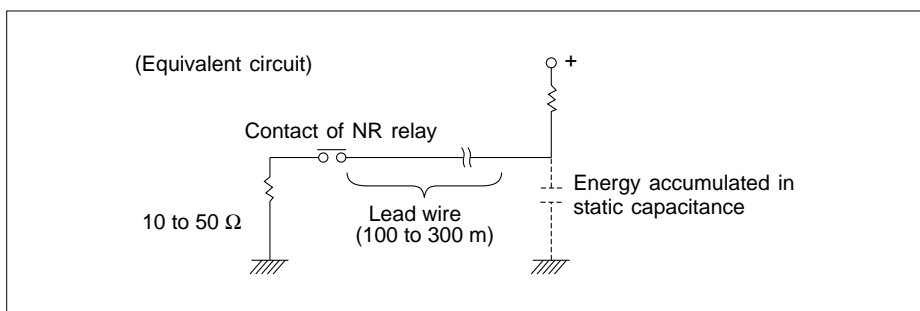 (Equivalent circuit)
+
Contact of NR relay
Energy accumulated in
static capacitance
10 to 50 Ω
Lead wire
(100 to 300 m)